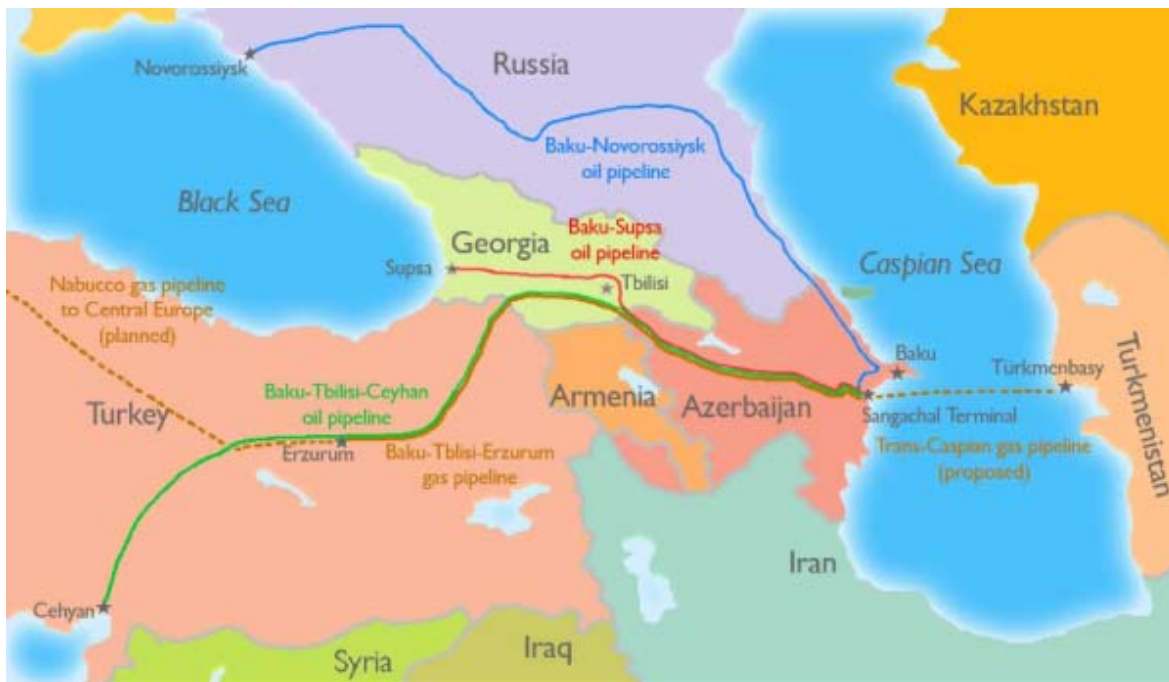 Novorossiysk
Russia
Kazakhstan
Baku-Novorossiysk
oil pipeline
Black Sea
Baku-Supsa
oil pipeline
Georgia
Supsa
Tbilisi
Caspian Sea
Nabucco gas pipeline
to Central Europe
(planned)
Baku
Türkmenbasy
Turkmenistan
Baku-Tbilisi-Ceyhan
oil pipeline
Armenia
Azerbaijan
Turkey
Sangachal Terminal
Erzurum
Baku-Tblisi-Erzurum
gas pipeline
Trans-Caspian gas pipeline
(proposed)
Iran
Cehyan
Syria
Iraq